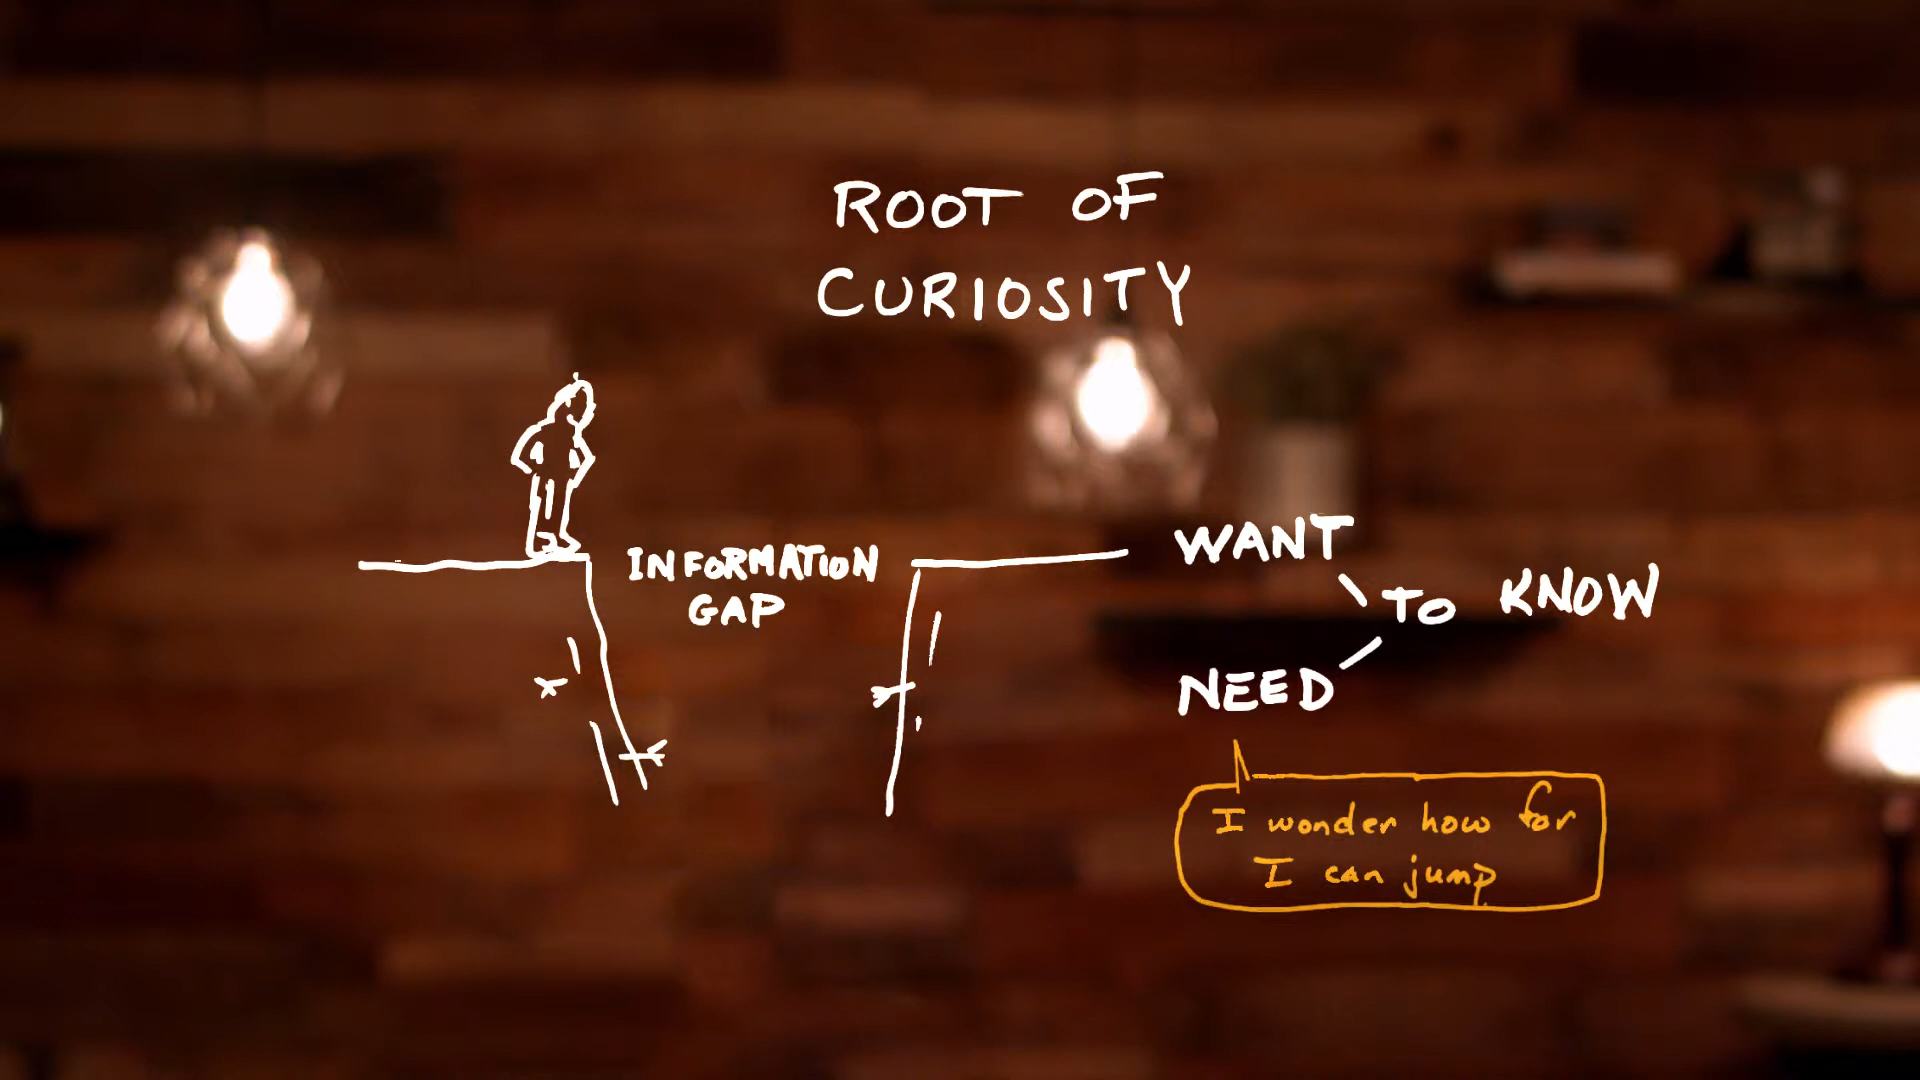 ROOT OF
CURIOSITY
INFORMATION
GAP
WANT
TO KNOW
NEED
I wonder how far
I can jump